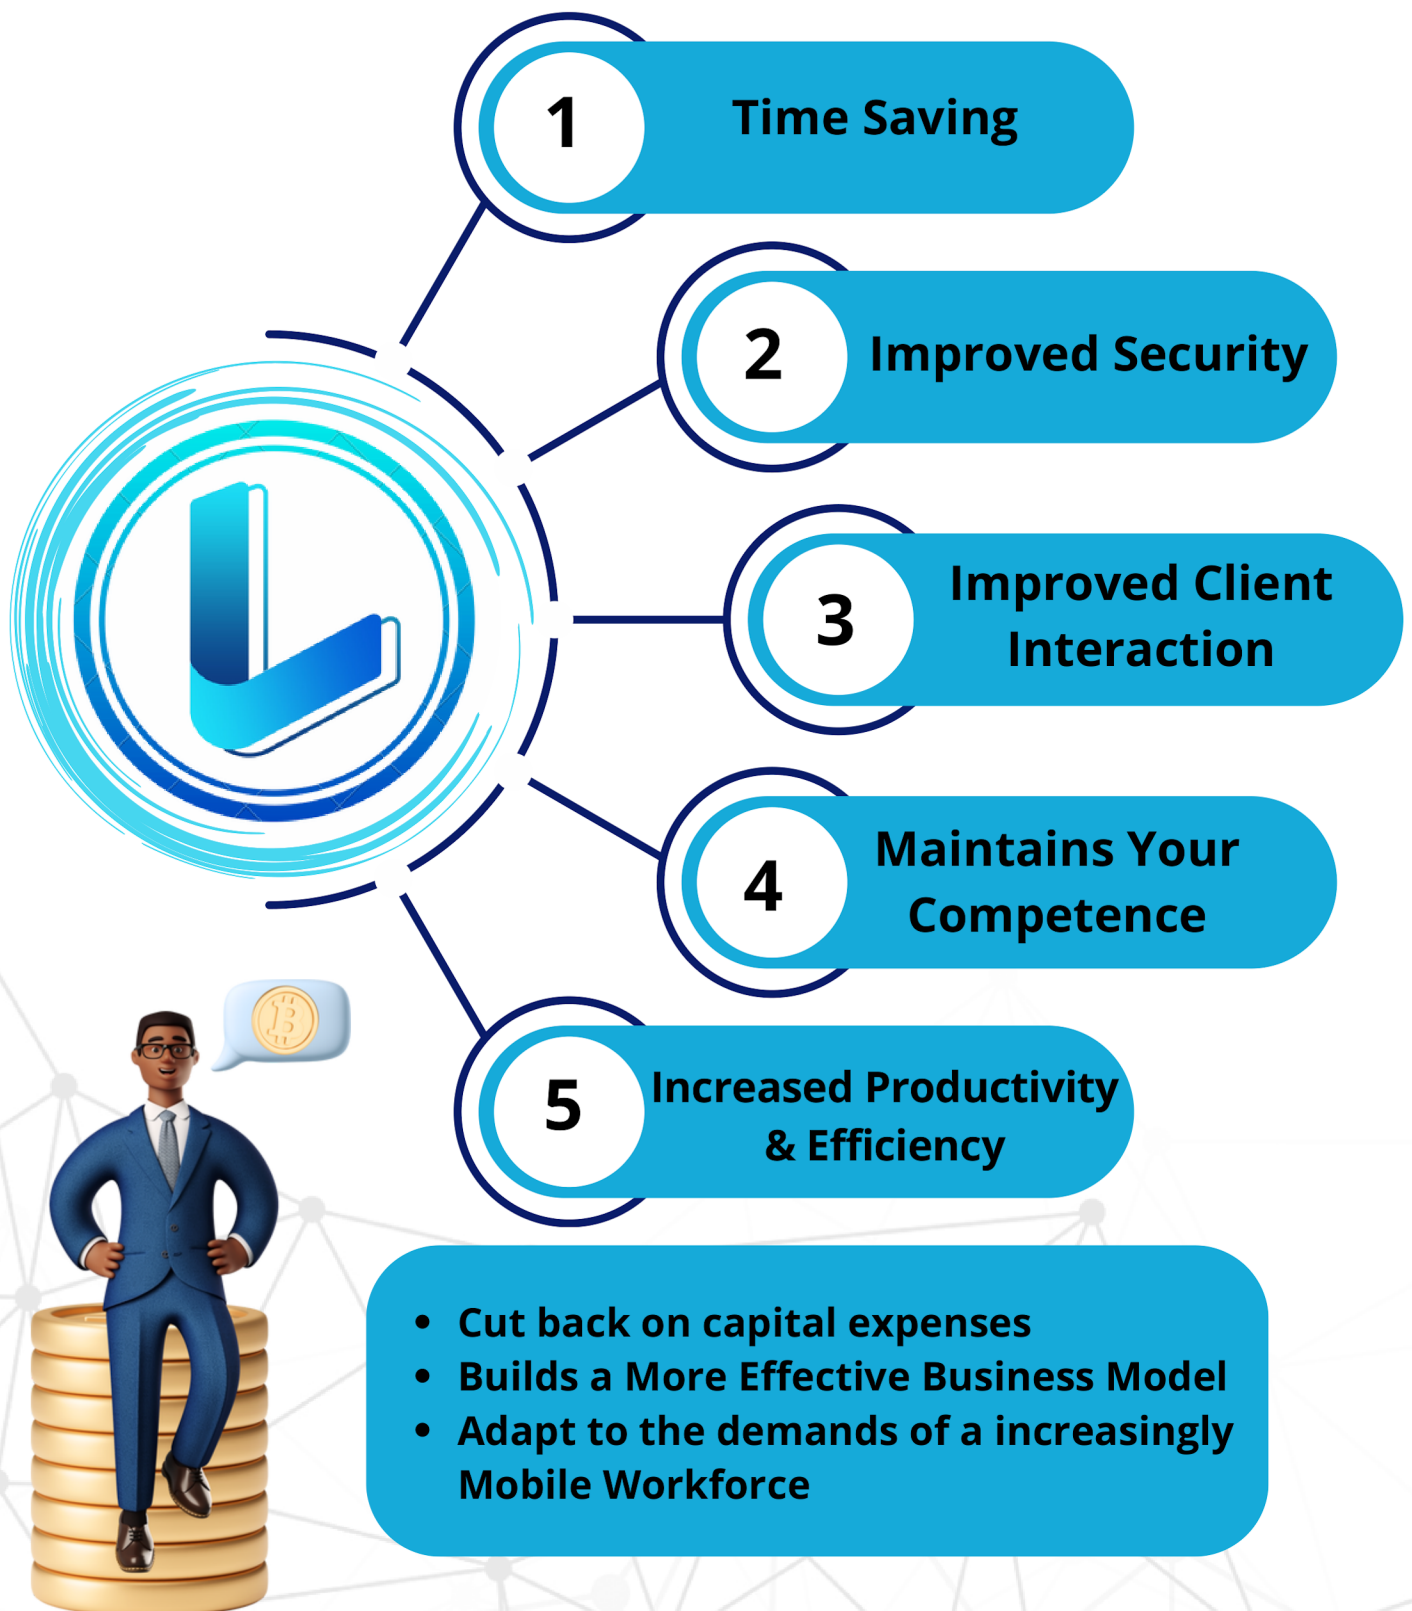 1
Time Saving
2
Improved Security
3
Improved Client
Interaction
4
Maintains Your
Competence
5
Increased Productivity
& Efficiency
• Cut back on capital expenses
• Builds a More Effective Business Model
• Adapt to the demands of a increasingly
Mobile Workforce